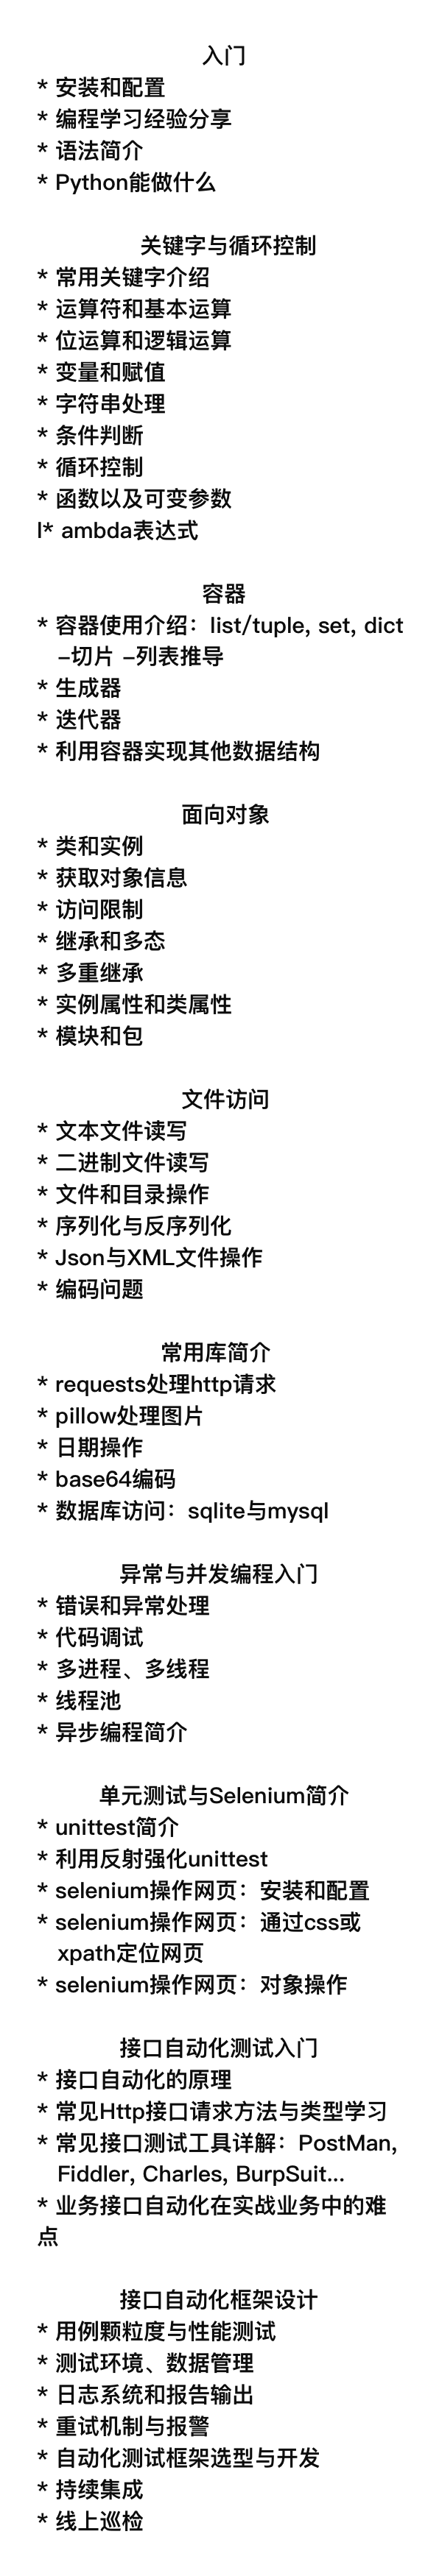 入门
* 安装和配置
* 编程学习经验分享
* 语法简介
* Python能做什么
关键字与循环控制
* 常用关键字介绍
* 运算符和基本运算
* 位运算和逻辑运算
* 变量和赋值
* 字符串处理
* 条件判断
* 循环控制
* 函数以及可变参数
l* ambda表达式
容器
* 容器使用介绍：list/tuple, set, dict
–切片 –列表推导
* 生成器
* 迭代器
* 利用容器实现其他数据结构
面向对象
* 类和实例
* 获取对象信息
* 访问限制
* 继承和多态
* 多重继承
* 实例属性和类属性
* 模块和包
文件访问
* 文本文件读写
* 二进制文件读写
* 文件和目录操作
* 序列化与反序列化
* Json与XML文件操作
* 编码问题
常用库简介
* requests处理http请求
* pillow处理图片
* 日期操作
* base64编码
* 数据库访问：sqlite与mysql
异常与并发编程入门
* 错误和异常处理
* 代码调试
* 多进程、多线程
* 线程池
* 异步编程简介
单元测试与Selenium简介
* unittest简介
* 利用反射强化unittest
* selenium操作网页：安装和配置
* selenium操作网页：通过css或
xpath定位网页
* selenium操作网页：对象操作
接口自动化测试入门
* 接口自动化的原理
* 常见Http接口请求方法与类型学习
* 常见接口测试工具详解：PostMan,
Fiddler, Charles, BurpSuit...
* 业务接口自动化在实战业务中的难
点
接口自动化框架设计
* 用例颗粒度与性能测试
* 测试环境、数据管理
* 日志系统和报告输出
* 重试机制与报警
* 自动化测试框架选型与开发
* 持续集成
* 线上巡检